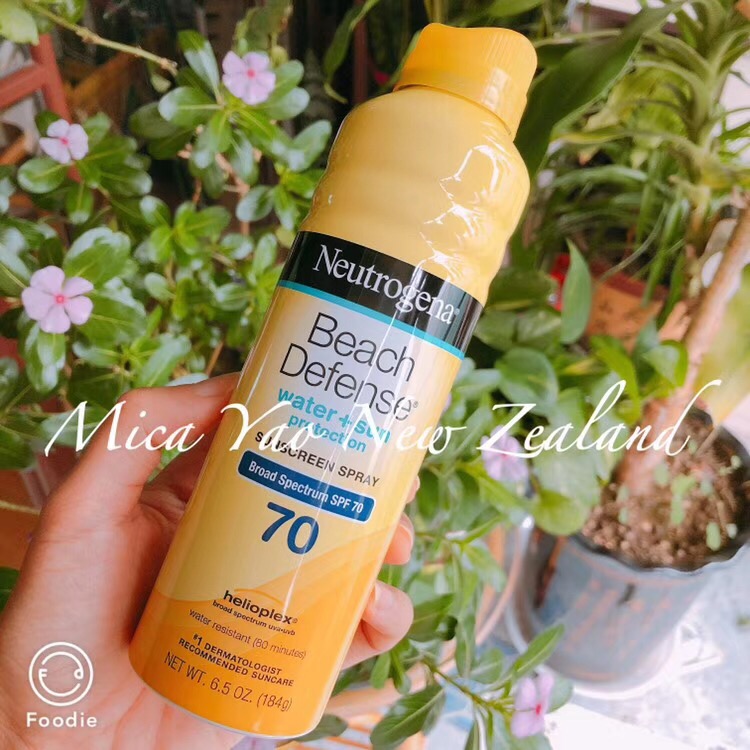 Neutrogena®
Beach
Defense®
water + sun
protection
SUNSCREEN SPRAY
Broad Spectrum SPF 70
70
helioplex®
broad spectrum uva•uvb
water resistant (80 minutes)
#1 DERMATOLOGIST
RECOMMENDED SUNCARE
NET WT. 6.5 OZ. (184g)
Mica Yao New Zealand
Foodie